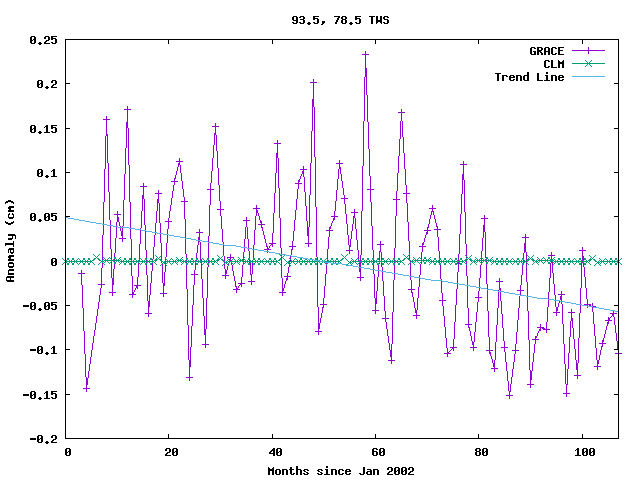 93.5, 78.5 TWS
GRACE
CLM
Trend Line
0.25
0.2
0.15
0.1
0.05
0
-0.05
-0.1
-0.15
-0.2
Anomaly (cm)
0 20 40 60 80 100
Months since Jan 2002